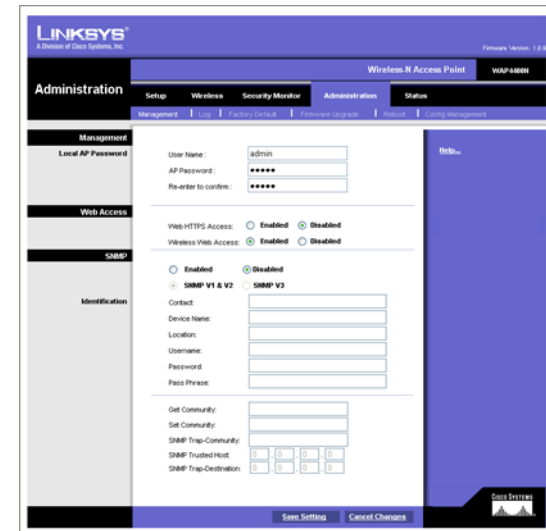 LINKSYS®
A Division of Cisco Systems, Inc.
Firmware Version: 1.0.
Wireless-N Access Point
Administration
Setup Wireless Security Monitor Administration Status
Management Log Factory Default Firmware Upgrade Reboot Config Management
Management
Local AP Password
User Name : admin
AP Password : •••••
Re-enter to confirm : •••••
Help...
Web Access
Web HTTPS Access: Enabled Disabled
Wireless Web Access: Enabled Disabled
SNMP
Enabled Disabled
SNMP V1 & V2 SNMP V3
Identification
Contact:
Device Name:
Location:
Username:
Password:
Pass Phrase:
Get Community:
Set Community:
SNMP Trap-Community:
SNMP Trusted Host: 0 . 0 . 0 . 0
SNMP Trap-Destination: 0 . 0 . 0 . 0
Save Setting Cancel Changes
CISCO SYSTEMS